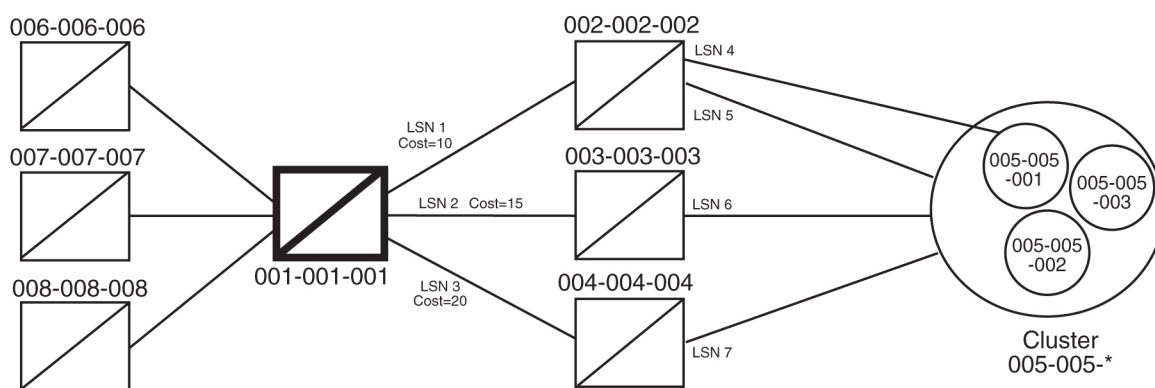 006-006-006
002-002-002
LSN 4
LSN 1
Cost=10
LSN 5
007-007-007
003-003-003
005-005
-001
005-005
-003
LSN 2 Cost=15
LSN 6
005-005
-002
001-001-001
008-008-008
LSN 3
Cost=20
004-004-004
LSN 7
Cluster
005-005-*